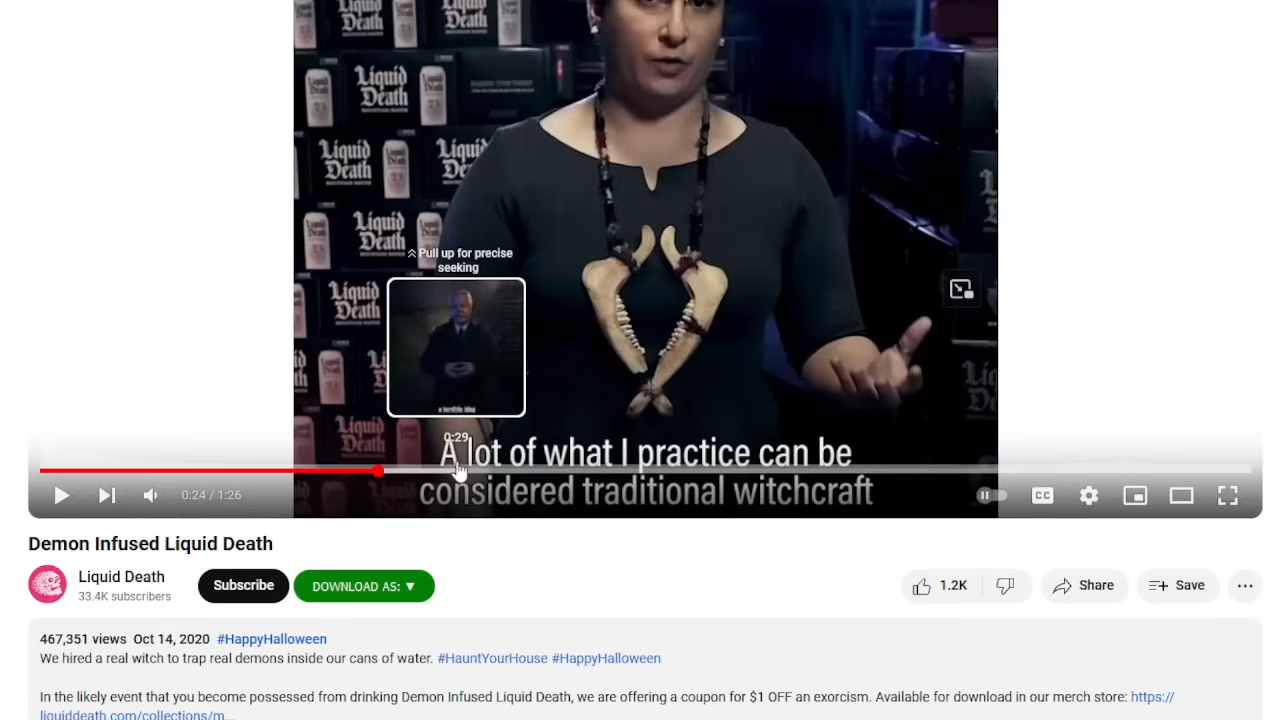 Liquid
Death
Liquid
Death
Liquid
Death
Liquid
Death
Liquid
Death
Liquid
Death
Liquid
Death
Liquid
Death
Pull up for precise
seeking
a terrible idea
0:29
A lot of what I practice can be
considered traditional witchcraft
0:24 / 1:26
CC
Demon Infused Liquid Death
Liquid Death
33.4K subscribers
Subscribe
DOWNLOAD AS: ▼
1.2K
Share
Save
467,351 views Oct 14, 2020 #HappyHalloween
We hired a real witch to trap real demons inside our cans of water. #HauntYourHouse #HappyHalloween
In the likely event that you become possessed from drinking Demon Infused Liquid Death, we are offering a coupon for $1 OFF an exorcism. Available for download in our merch store: https://
liquiddeath.com/collections/m...